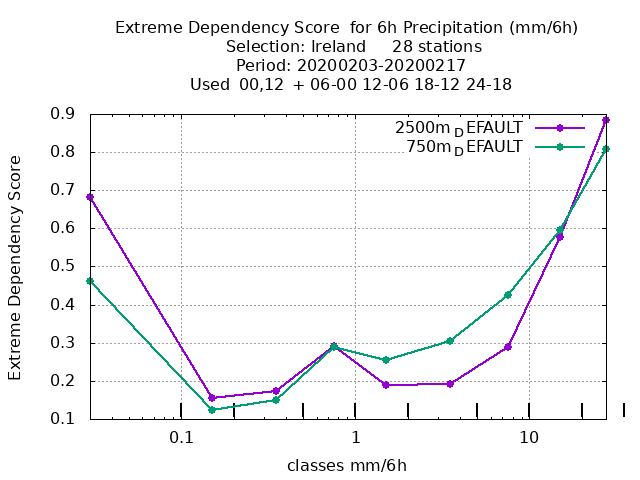 Extreme Dependency Score  for 6h Precipitation (mm/6h)
Selection: Ireland     28 stations
Period: 20200203-20200217
Used  00,12  + 06-00 12-06 18-12 24-18
2500m_DEFAULT
750m_DEFAULT
Extreme Dependency Score
0.9
0.8
0.7
0.6
0.5
0.4
0.3
0.2
0.1
0.1
1
10
classes mm/6h